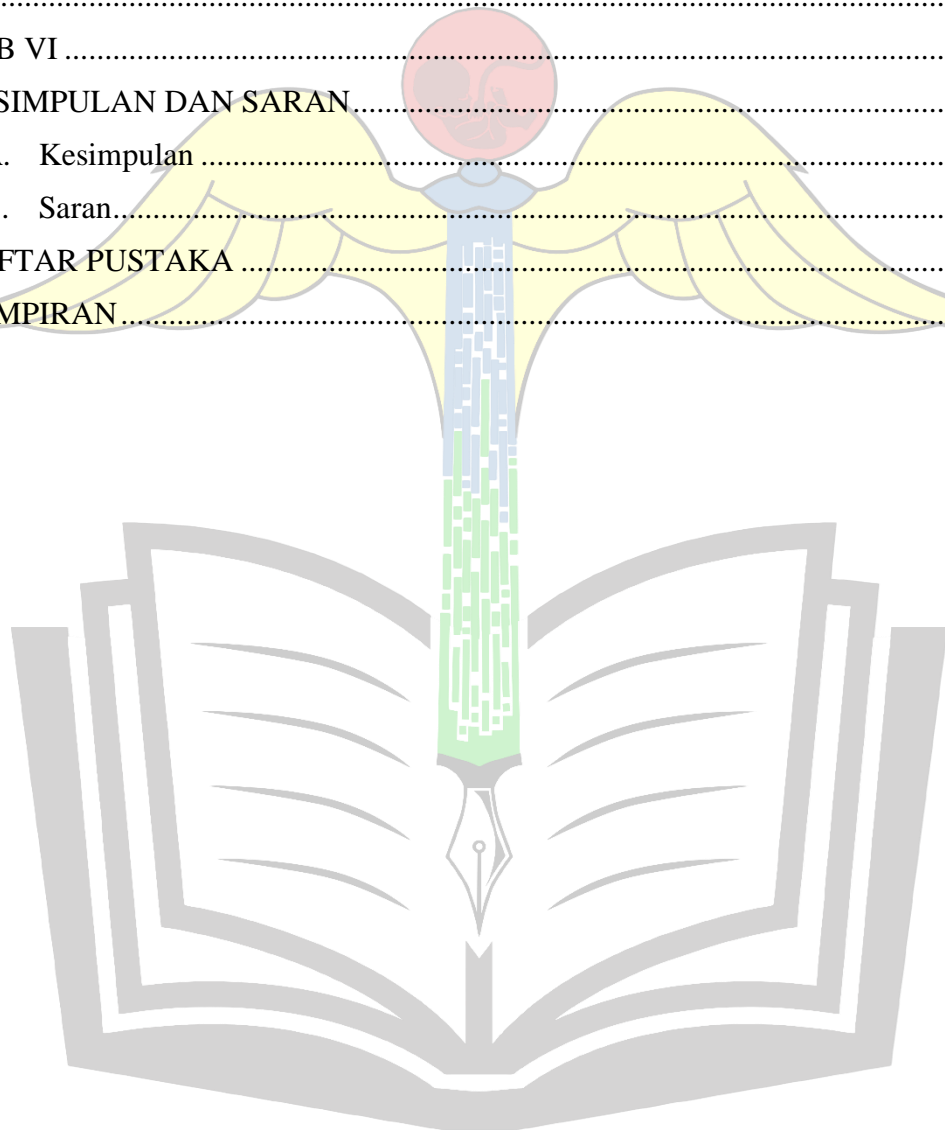 B VI ..........................................................................................................
SIMPULAN DAN SARAN ..........................................................................
. Kesimpulan ..........................................................................................
. Saran ....................................................................................................
FTAR PUSTAKA .......................................................................................
MPIRAN .....................................................................................................